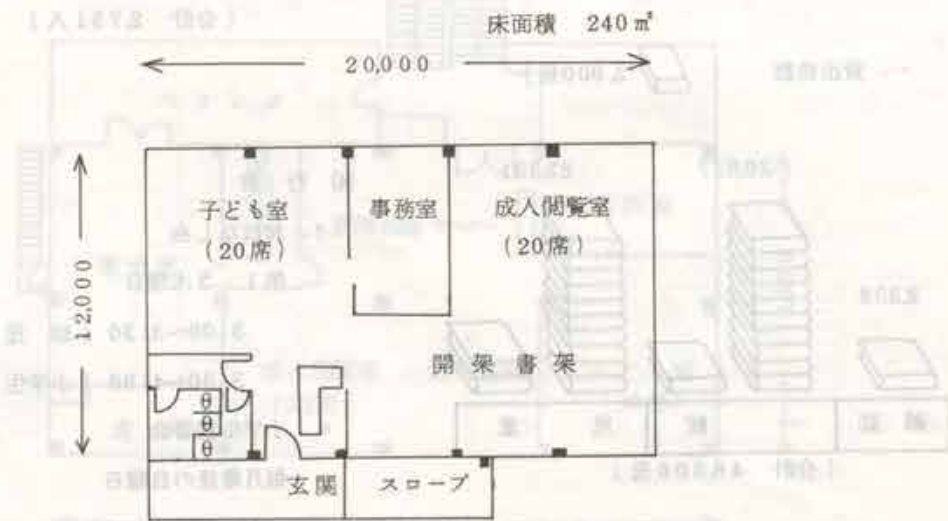 床面積 240㎡
20,000
12,000
子ども室
(20席)
事務室
成人閲覧室
(20席)
開架書架
玄関
スロープ